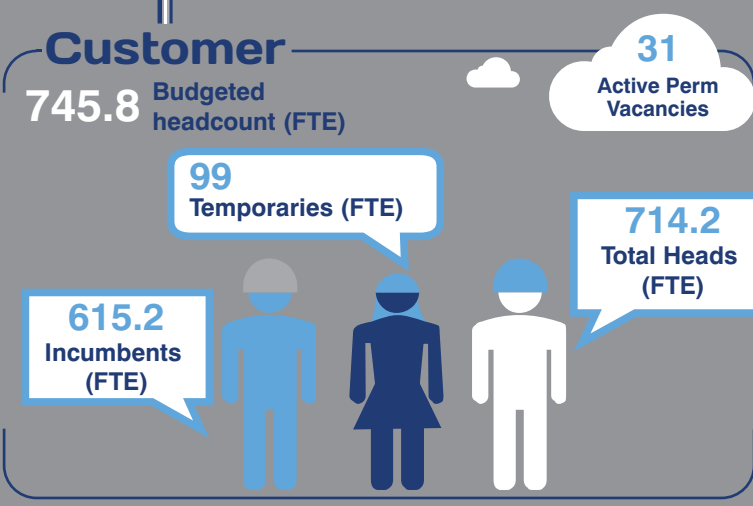 Customer
745.8 Budgeted
headcount (FTE)
31
Active Perm
Vacancies
99
Temporaries (FTE)
714.2
Total Heads
(FTE)
615.2
Incumbents
(FTE)